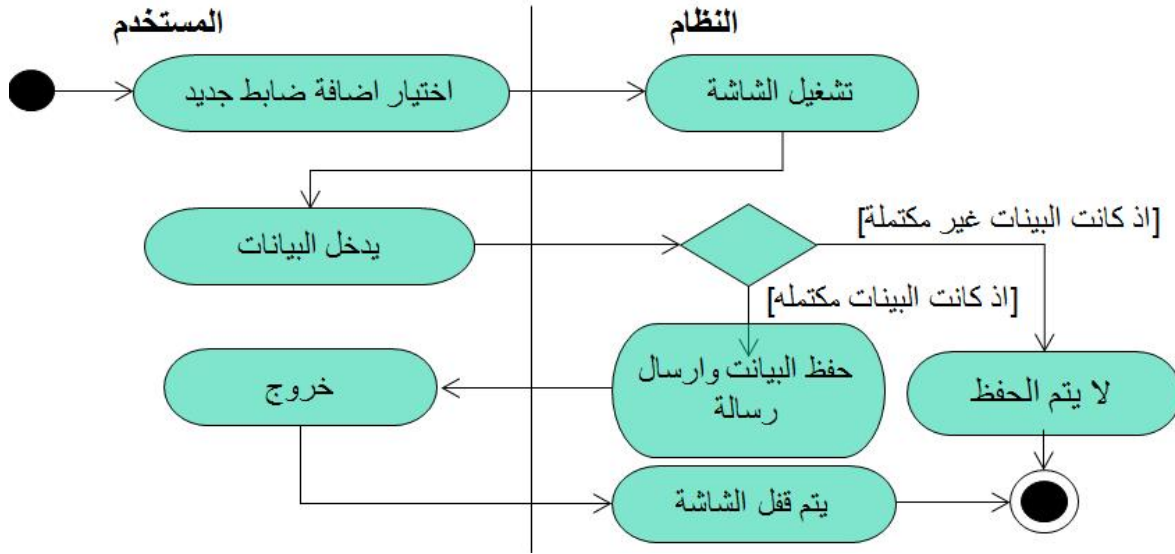 المستخدم
النظام
اختيار اضافة ضابط جديد
تشغيل الشاشة
يدخل البيانات
[اذ كانت البينات غير مكتملة]
[اذ كانت البينات مكتمله]
خروج
حفظ البيانت وارسال
رسالة
لا يتم الحفظ
يتم قفل الشاشة